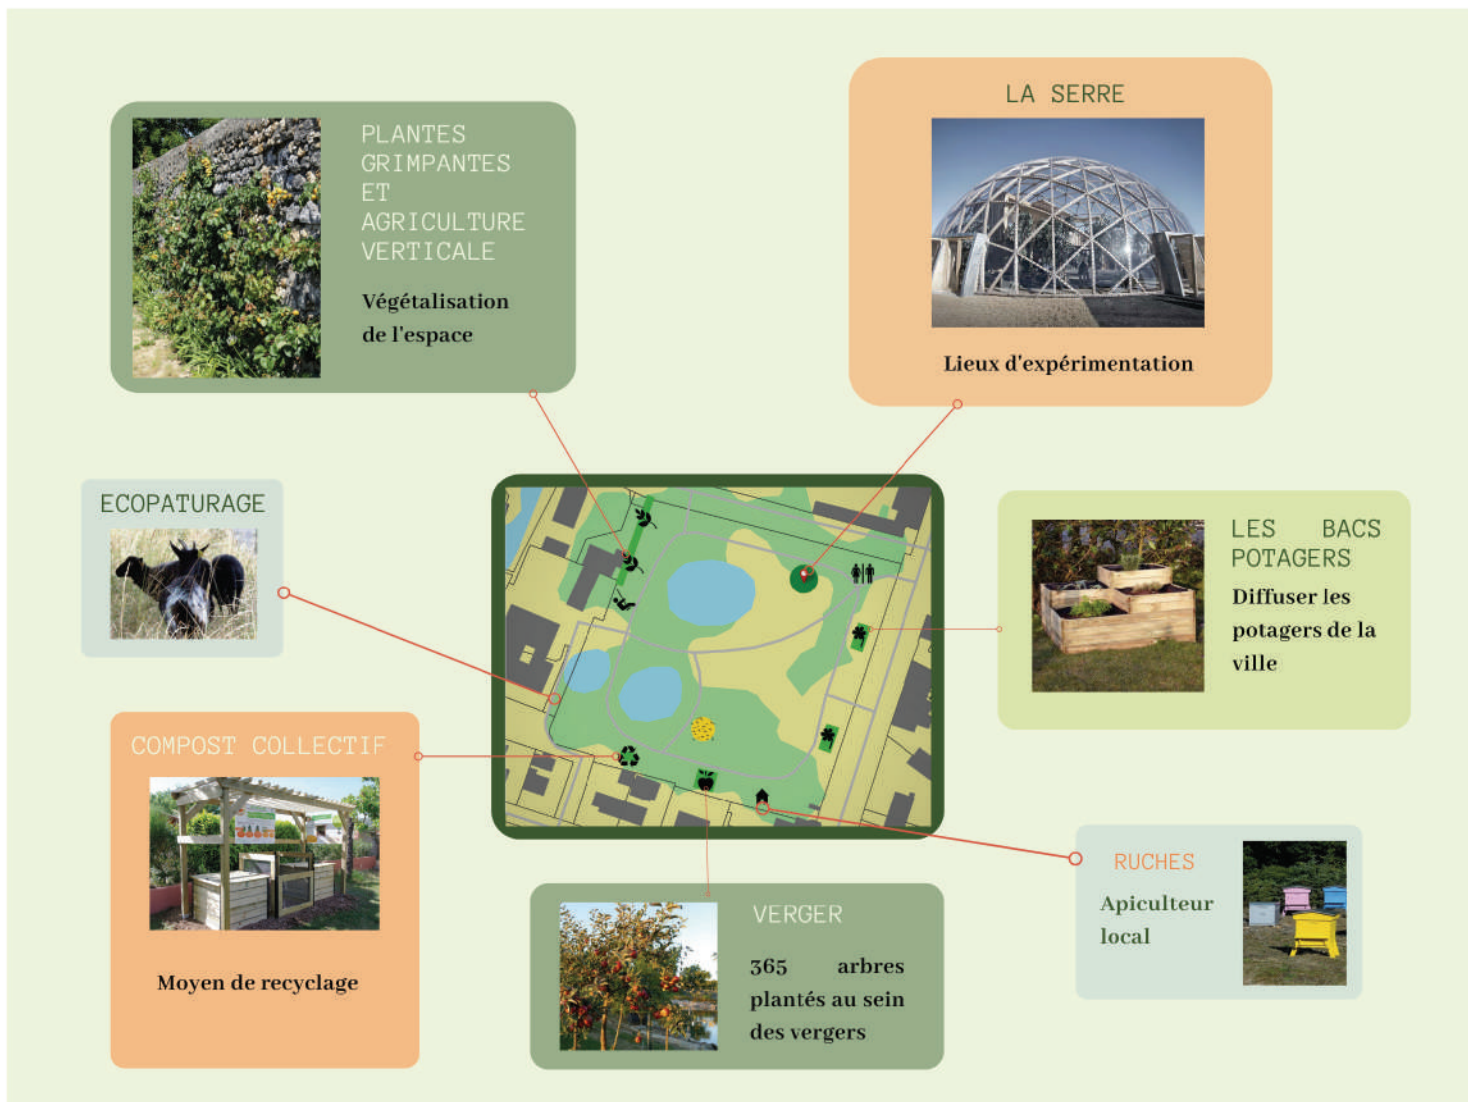 PLANTES
GRIMPANTES
ET
AGRICULTURE
VERTICALE
Végétalisation
de l'espace
LA SERRE
Lieux d'expérimentation
ECOPATURAGE
LES BACS
POTAGERS
Diffuser les
potagers de la
ville
COMPOST COLLECTIF
Moyen de recyclage
VERGER
365 arbres
plantés au sein
des vergers
RUCHES
Apiculteur
local